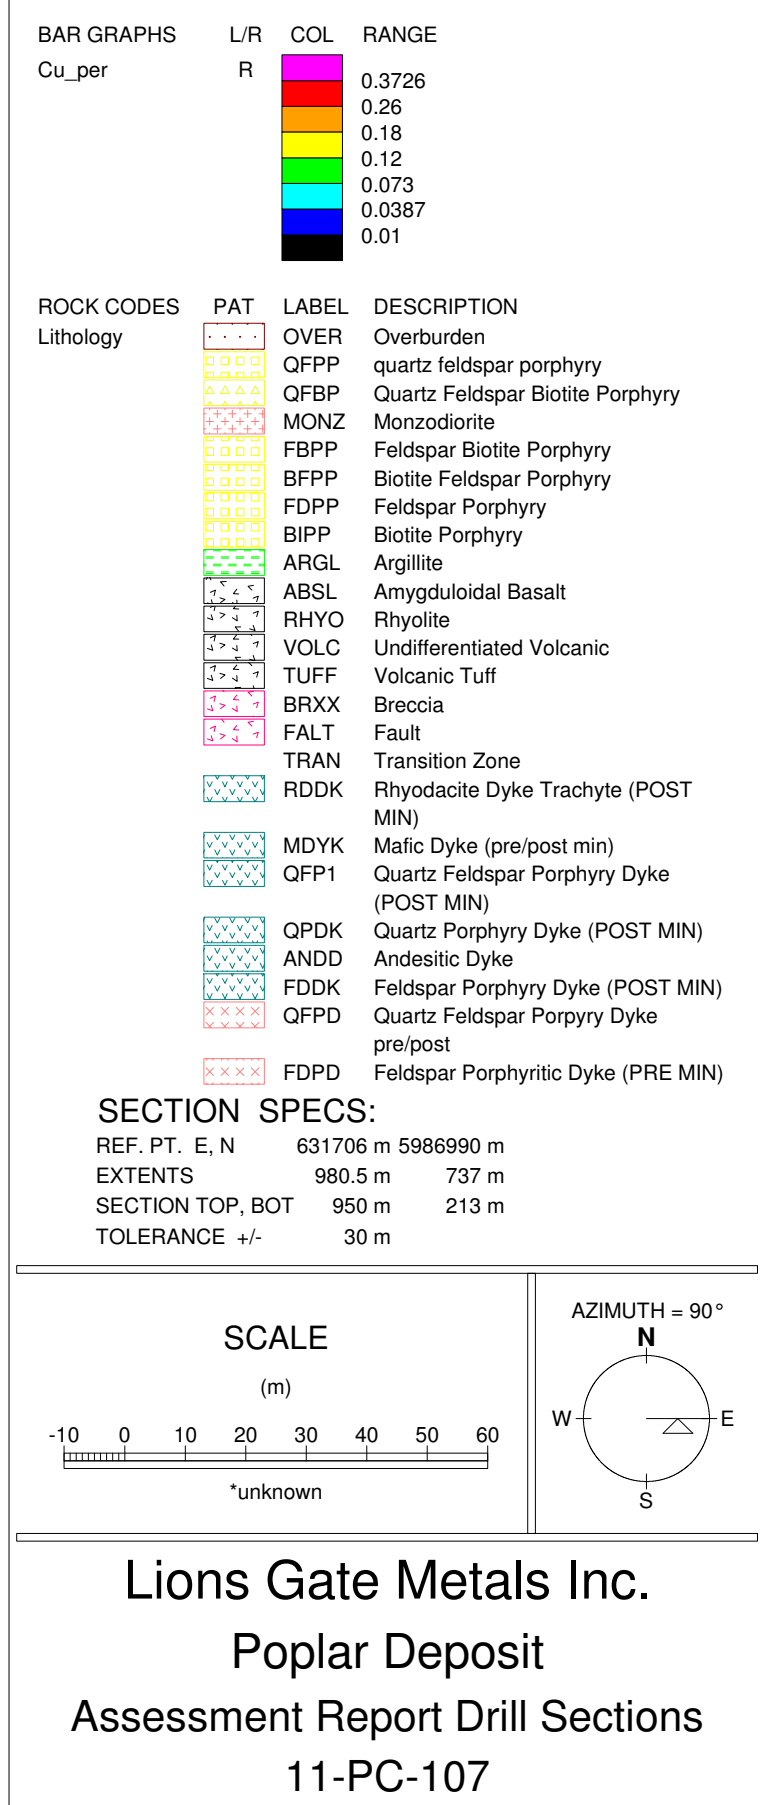 BAR GRAPHS L/R COL RANGE
Cu_per R
0.3726
0.26
0.18
0.12
0.073
0.0387
0.01
ROCK CODES PAT LABEL DESCRIPTION
Lithology OVER Overburden
QFPP quartz feldspar porphyry
QFBP Quartz Feldspar Biotite Porphyry
MONZ Monzodiorite
FBPP Feldspar Biotite Porphyry
BFPP Biotite Feldspar Porphyry
FDPP Feldspar Porphyry
BIPP Biotite Porphyry
ARGL Argillite
ABSL Amygduloidal Basalt
RHYO Rhyolite
VOLC Undifferentiated Volcanic
TUFF Volcanic Tuff
BRXX Breccia
FALT Fault
TRAN Transition Zone
RDDK Rhyodacite Dyke Trachyte (POST
MIN)
MDYK Mafic Dyke (pre/post min)
QFP1 Quartz Feldspar Porphyry Dyke
(POST MIN)
QPDK Quartz Porphyry Dyke (POST MIN)
ANDD Andesitic Dyke
FDDK Feldspar Porphyry Dyke (POST MIN)
QFPD Quartz Feldspar Porpyry Dyke
pre/post
FDPD Feldspar Porphyritic Dyke (PRE MIN)
SECTION SPECS:
REF. PT. E, N 631706 m 5986990 m
EXTENTS 980.5 m 737 m
SECTION TOP, BOT 950 m 213 m
TOLERANCE +/- 30 m
SCALE
(m)
-10 0 10 20 30 40 50 60
*unknown
AZIMUTH = 90°
N
W E
S
Lions Gate Metals Inc.
Poplar Deposit
Assessment Report Drill Sections
11-PC-107